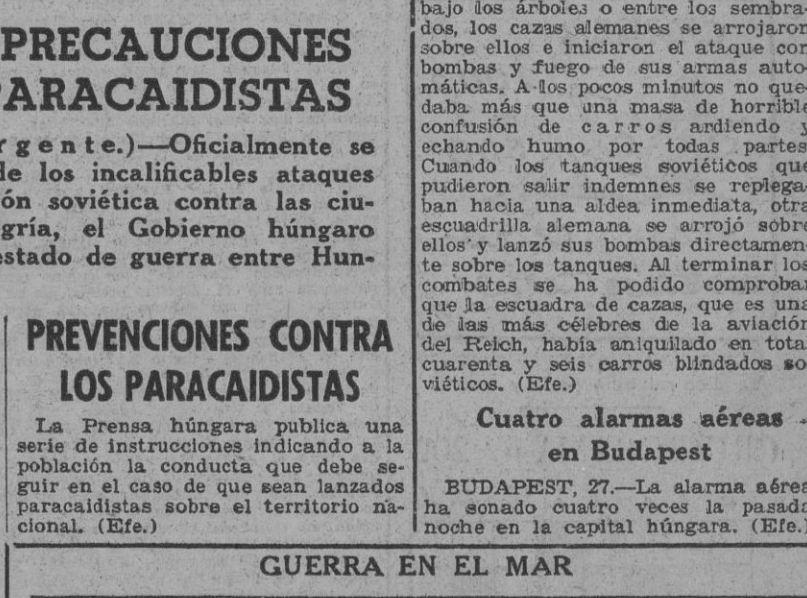 PRECAUCIONES
PARACAIDISTAS
rgente.)—Oficialmente se
de los incalificables ataques
ón soviética contra las ciu-
gría, el Gobierno húngaro
estado de guerra entre Hun-
PREVENCIONES CONTRA
LOS PARACAIDISTAS
La Prensa húngara publica una
serie de instrucciones indicando a la
población la conducta que debe se-
guir en el caso de que sean lanzados
paracaidistas sobre el territorio na-
cional. (Efe.)
bajo los árboles o entre los sembra-
dos, los cazas alemanes se arrojaron
sobre ellos e iniciaron el ataque con
bombas y fuego de sus armas auto-
máticas. A los pocos minutos no que-
daba más que una masa de horrible
confusión de carros ardiendo y
echando humo por todas partes.
Cuando los tanques soviéticos que
pudieron salir indemnes se replega-
ban hacia una aldea inmediata, otra
escuadrilla alemana se arrojó sobre
ellos y lanzó sus bombas directamen-
te sobre los tanques. Al terminar los
combates se ha podido comprobar
que la escuadra de cazas, que es una
de las más célebres de la aviación
del Reich, había aniquilado en total
cuarenta y seis carros blindados so-
viéticos. (Efe.)
Cuatro alarmas aéreas
en Budapest
BUDAPEST, 27.—La alarma aérea
ha sonado cuatro veces la pasada
noche en la capital húngara. (Efe.)
GUERRA EN EL MAR